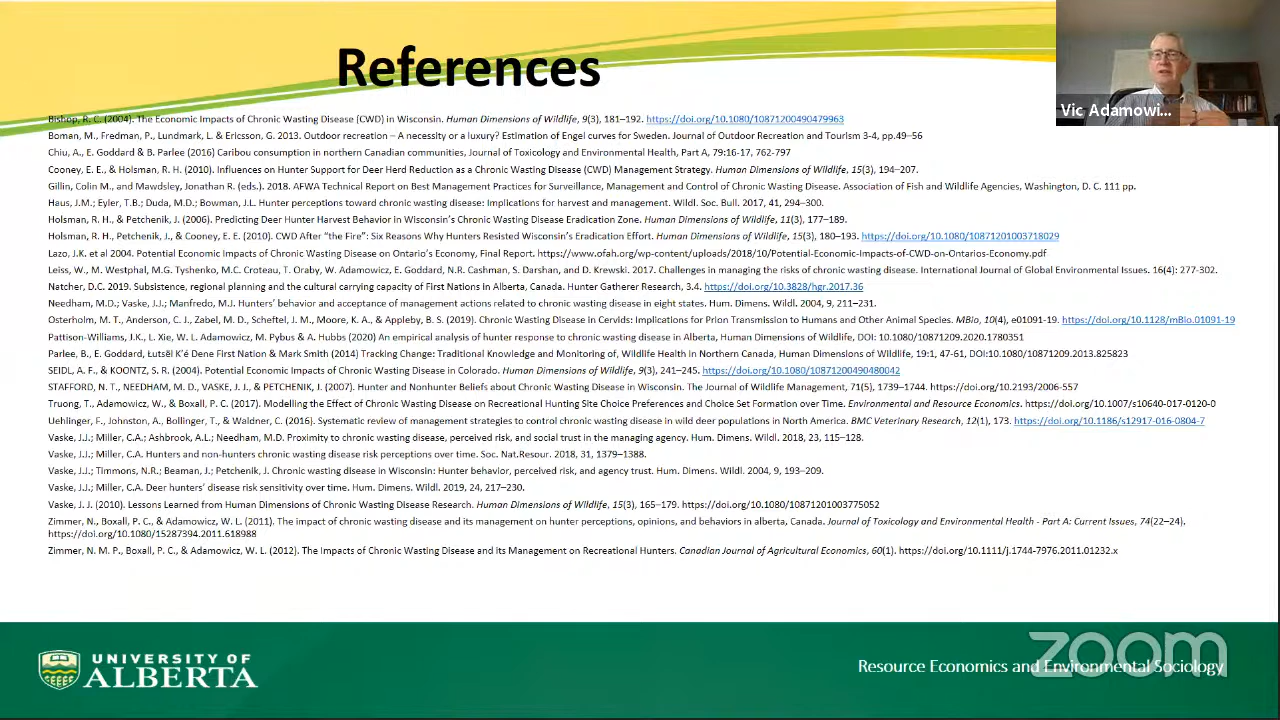 References
Vic Adamowi...
Bishop, R. C. (2004). The Economic Impacts of Chronic Wasting Disease (CWD) in Wisconsin. Human Dimensions of Wildlife, 9(3), 181–192. https://doi.org/10.1080/10871200490479963
Boman, M., Fredman, P., Lundmark, L. & Ericsson, G. 2013. Outdoor recreation – A necessity or a luxury? Estimation of Engel curves for Sweden. Journal of Outdoor Recreation and Tourism 3-4, pp.49–56
Chiu, A., E. Goddard & B. Parlee (2016) Caribou consumption in northern Canadian communities, Journal of Toxicology and Environmental Health, Part A, 79:16-17, 762-797
Cooney, E. E., & Holsman, R. H. (2010). Influences on Hunter Support for Deer Herd Reduction as a Chronic Wasting Disease (CWD) Management Strategy. Human Dimensions of Wildlife, 15(3), 194–207.
Gillin, Colin M., and Mawdsley, Jonathan R. (eds.). 2018. AFWA Technical Report on Best Management Practices for Surveillance, Management and Control of Chronic Wasting Disease. Association of Fish and Wildlife Agencies, Washington, D. C. 111 pp.
Haus, J.M.; Eyler, T.B.; Duda, M.D.; Bowman, J.L. Hunter perceptions toward chronic wasting disease: Implications for harvest and management. Wildl. Soc. Bull. 2017, 41, 294–300.
Holsman, R. H., & Petchenik, J. (2006). Predicting Deer Hunter Harvest Behavior in Wisconsin's Chronic Wasting Disease Eradication Zone. Human Dimensions of Wildlife, 11(3), 177–189.
Holsman, R. H., Petchenik, J., & Cooney, E. E. (2010). CWD After “the Fire”: Six Reasons Why Hunters Resisted Wisconsin's Eradication Effort. Human Dimensions of Wildlife, 15(3), 180–193. https://doi.org/10.1080/10871201003718029
Lazo, J.K. et al 2004. Potential Economic Impacts of Chronic Wasting Disease on Ontario's Economy, Final Report. https://www.ofah.org/wp-content/uploads/2018/10/Potential-Economic-Impacts-of-CWD-on-Ontarios-Economy.pdf
Leiss, W., M. Westphal, M.G. Tyshenko, M.C. Croteau, T. Oraby, W. Adamowicz, E. Goddard, N.R. Cashman, S. Darshan, and D. Krewski. 2017. Challenges in managing the risks of chronic wasting disease. International Journal of Global Environmental Issues. 16(4): 277-302.
Natcher, D.C. 2019. Subsistence, regional planning and the cultural carrying capacity of First Nations in Alberta, Canada. Hunter Gatherer Research, 3.4. https://doi.org/10.3828/hgr.2017.36
Needham, M.D.; Vaske, J.J.; Manfredo, M.J. Hunters' behavior and acceptance of management actions related to chronic wasting disease in eight states. Hum. Dimens. Wildl. 2004, 9, 211–231.
Osterholm, M. T., Anderson, C. J., Zabel, M. D., Scheftel, J. M., Moore, K. A., & Appleby, B. S. (2019). Chronic Wasting Disease in Cervids: Implications for Prion Transmission to Humans and Other Animal Species. MBio, 10(4), e01091-19. https://doi.org/10.1128/mBio.01091-19
Pattison-Williams, J.K., L. Xie, W. L. Adamowicz, M. Pybus & A. Hubbs (2020) An empirical analysis of hunter response to chronic wasting disease in Alberta, Human Dimensions of Wildlife, DOI: 10.1080/10871209.2020.1780351
Parlee, B., E. Goddard, Łutsël K'é Dene First Nation & Mark Smith (2014) Tracking Change: Traditional Knowledge and Monitoring of, Wildlife Health in Northern Canada, Human Dimensions of Wildlife, 19:1, 47-61, DOI:10.1080/10871209.2013.825823
SEIDL, A. F., & KOONTZ, S. R. (2004). Potential Economic Impacts of Chronic Wasting Disease in Colorado. Human Dimensions of Wildlife, 9(3), 241–245. https://doi.org/10.1080/10871200490480042
STAFFORD, N. T., NEEDHAM, M. D., VASKE, J. J., & PETCHENIK, J. (2007). Hunter and Nonhunter Beliefs about Chronic Wasting Disease in Wisconsin. The Journal of Wildlife Management, 71(5), 1739–1744. https://doi.org/10.2193/2006-557
Truong, T., Adamowicz, W., & Boxall, P. C. (2017). Modelling the Effect of Chronic Wasting Disease on Recreational Hunting Site Choice Preferences and Choice Set Formation over Time. Environmental and Resource Economics. https://doi.org/10.1007/s10640-017-0120-0
Uehlinger, F., Johnston, A., Bollinger, T., & Waldner, C. (2016). Systematic review of management strategies to control chronic wasting disease in wild deer populations in North America. BMC Veterinary Research, 12(1), 173. https://doi.org/10.1186/s12917-016-0804-7
Vaske, J.J.; Miller, C.A.; Ashbrook, A.L.; Needham, M.D. Proximity to chronic wasting disease, perceived risk, and social trust in the managing agency. Hum. Dimens. Wildl. 2018, 23, 115–128.
Vaske, J.J.; Miller, C.A. Hunters and non-hunters chronic wasting disease risk perceptions over time. Soc. Nat.Resour. 2018, 31, 1379–1388.
Vaske, J.J.; Timmons, N.R.; Beaman, J.; Petchenik, J. Chronic wasting disease in Wisconsin: Hunter behavior, perceived risk, and agency trust. Hum. Dimens. Wildl. 2004, 9, 193–209.
Vaske, J.J.; Miller, C.A. Deer hunters' disease risk sensitivity over time. Hum. Dimens. Wildl. 2019, 24, 217–230.
Vaske, J. J. (2010). Lessons Learned from Human Dimensions of Chronic Wasting Disease Research. Human Dimensions of Wildlife, 15(3), 165–179. https://doi.org/10.1080/10871201003775052
Zimmer, N., Boxall, P. C., & Adamowicz, W. L. (2011). The impact of chronic wasting disease and its management on hunter perceptions, opinions, and behaviors in alberta, Canada. Journal of Toxicology and Environmental Health - Part A: Current Issues, 74(22–24).
https://doi.org/10.1080/15287394.2011.618988
Zimmer, N. M. P., Boxall, P. C., & Adamowicz, W. L. (2012). The Impacts of Chronic Wasting Disease and its Management on Recreational Hunters. Canadian Journal of Agricultural Economics, 60(1). https://doi.org/10.1111/j.1744-7976.2011.01232.x
UNIVERSITY OF
ALBERTA
Resource Economics and Environmental Sociology
zoom